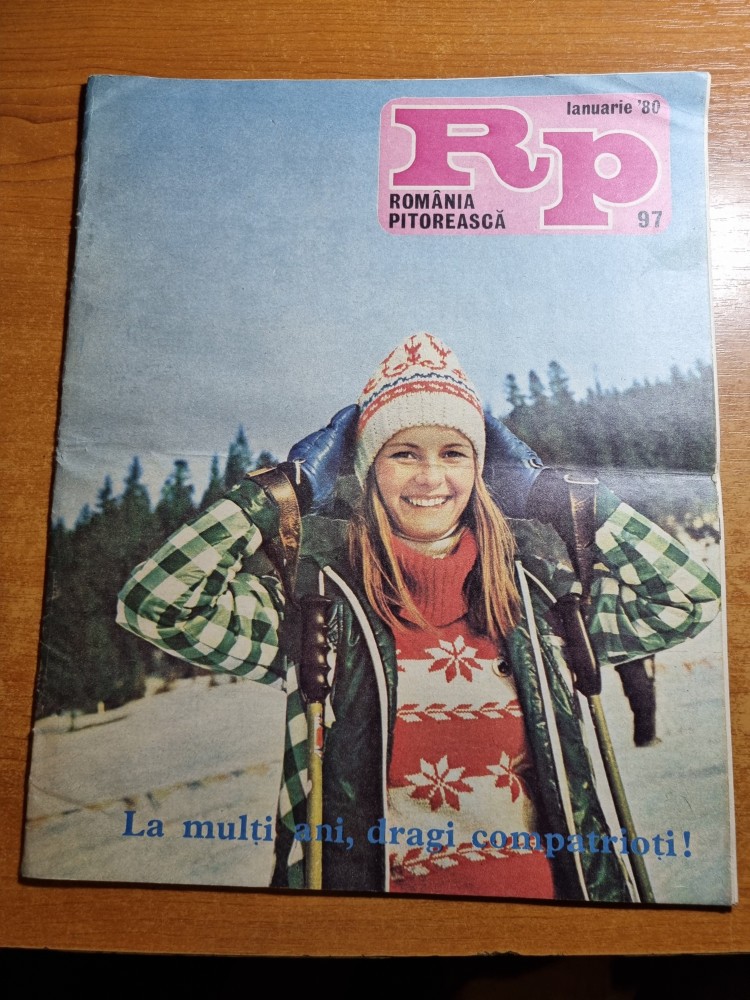 Ianuarie '80
Rp
ROMÂNIA
PITOREASCĂ
97
La mulți ani, dragi compatrioți!